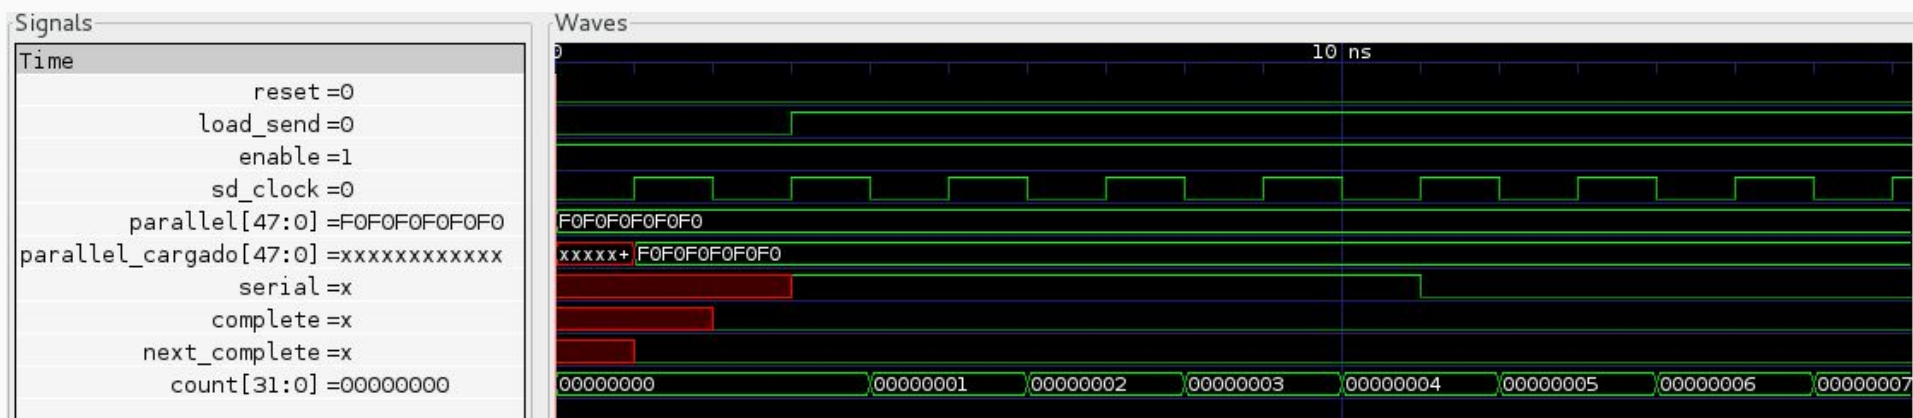 Signals
Waves
Time
0
10 ns
reset =0
load_send =0
enable =1
sd_clock =0
parallel[47:0] =F0F0F0F0F0F0
F0F0F0F0F0F0
parallel_cargado[47:0] =xxxxxxxxxxxx
xxxxx+ F0F0F0F0F0F0
serial =x
complete =x
next_complete =x
count[31:0] =00000000
00000000 00000001 00000002 00000003 00000004 00000005 00000006 00000007